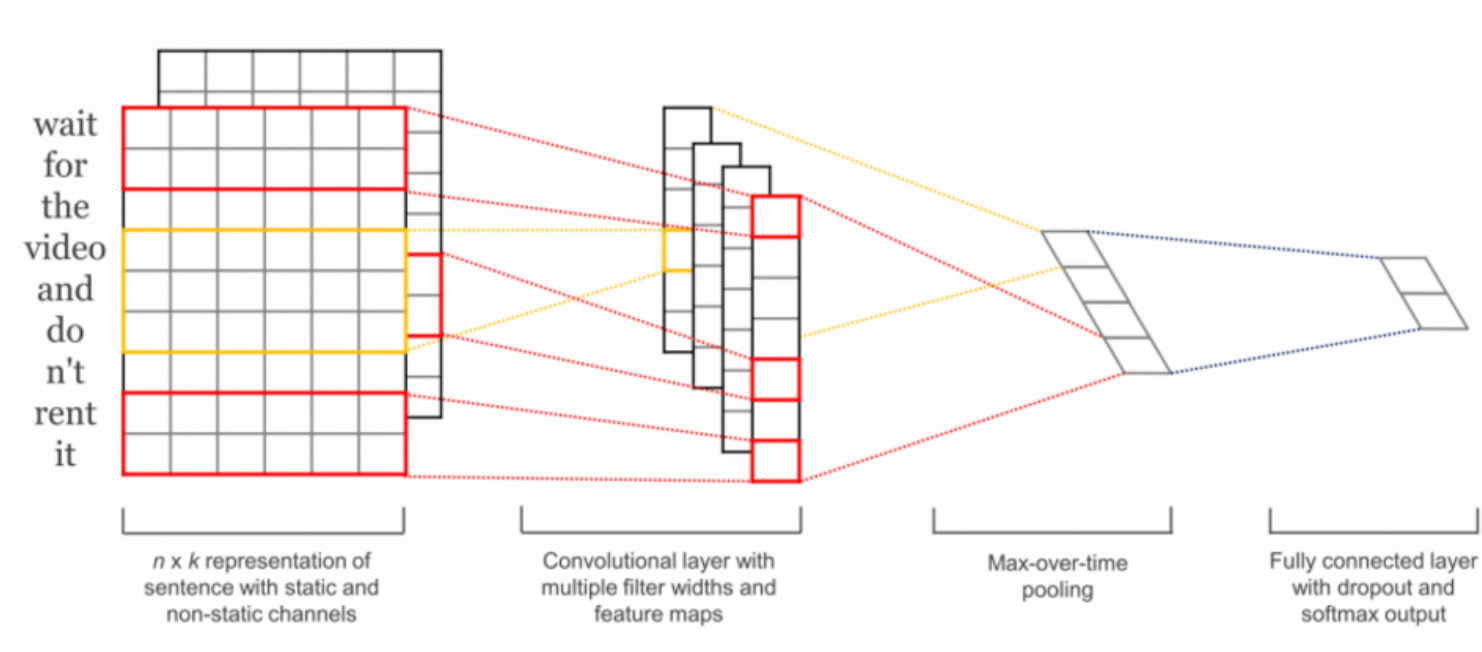 wait
for
the
video
and
do
n't
rent
it
n x k representation of
sentence with static and
non-static channels
Convolutional layer with
multiple filter widths and
feature maps
Max-over-time
pooling
Fully connected layer
with dropout and
softmax output